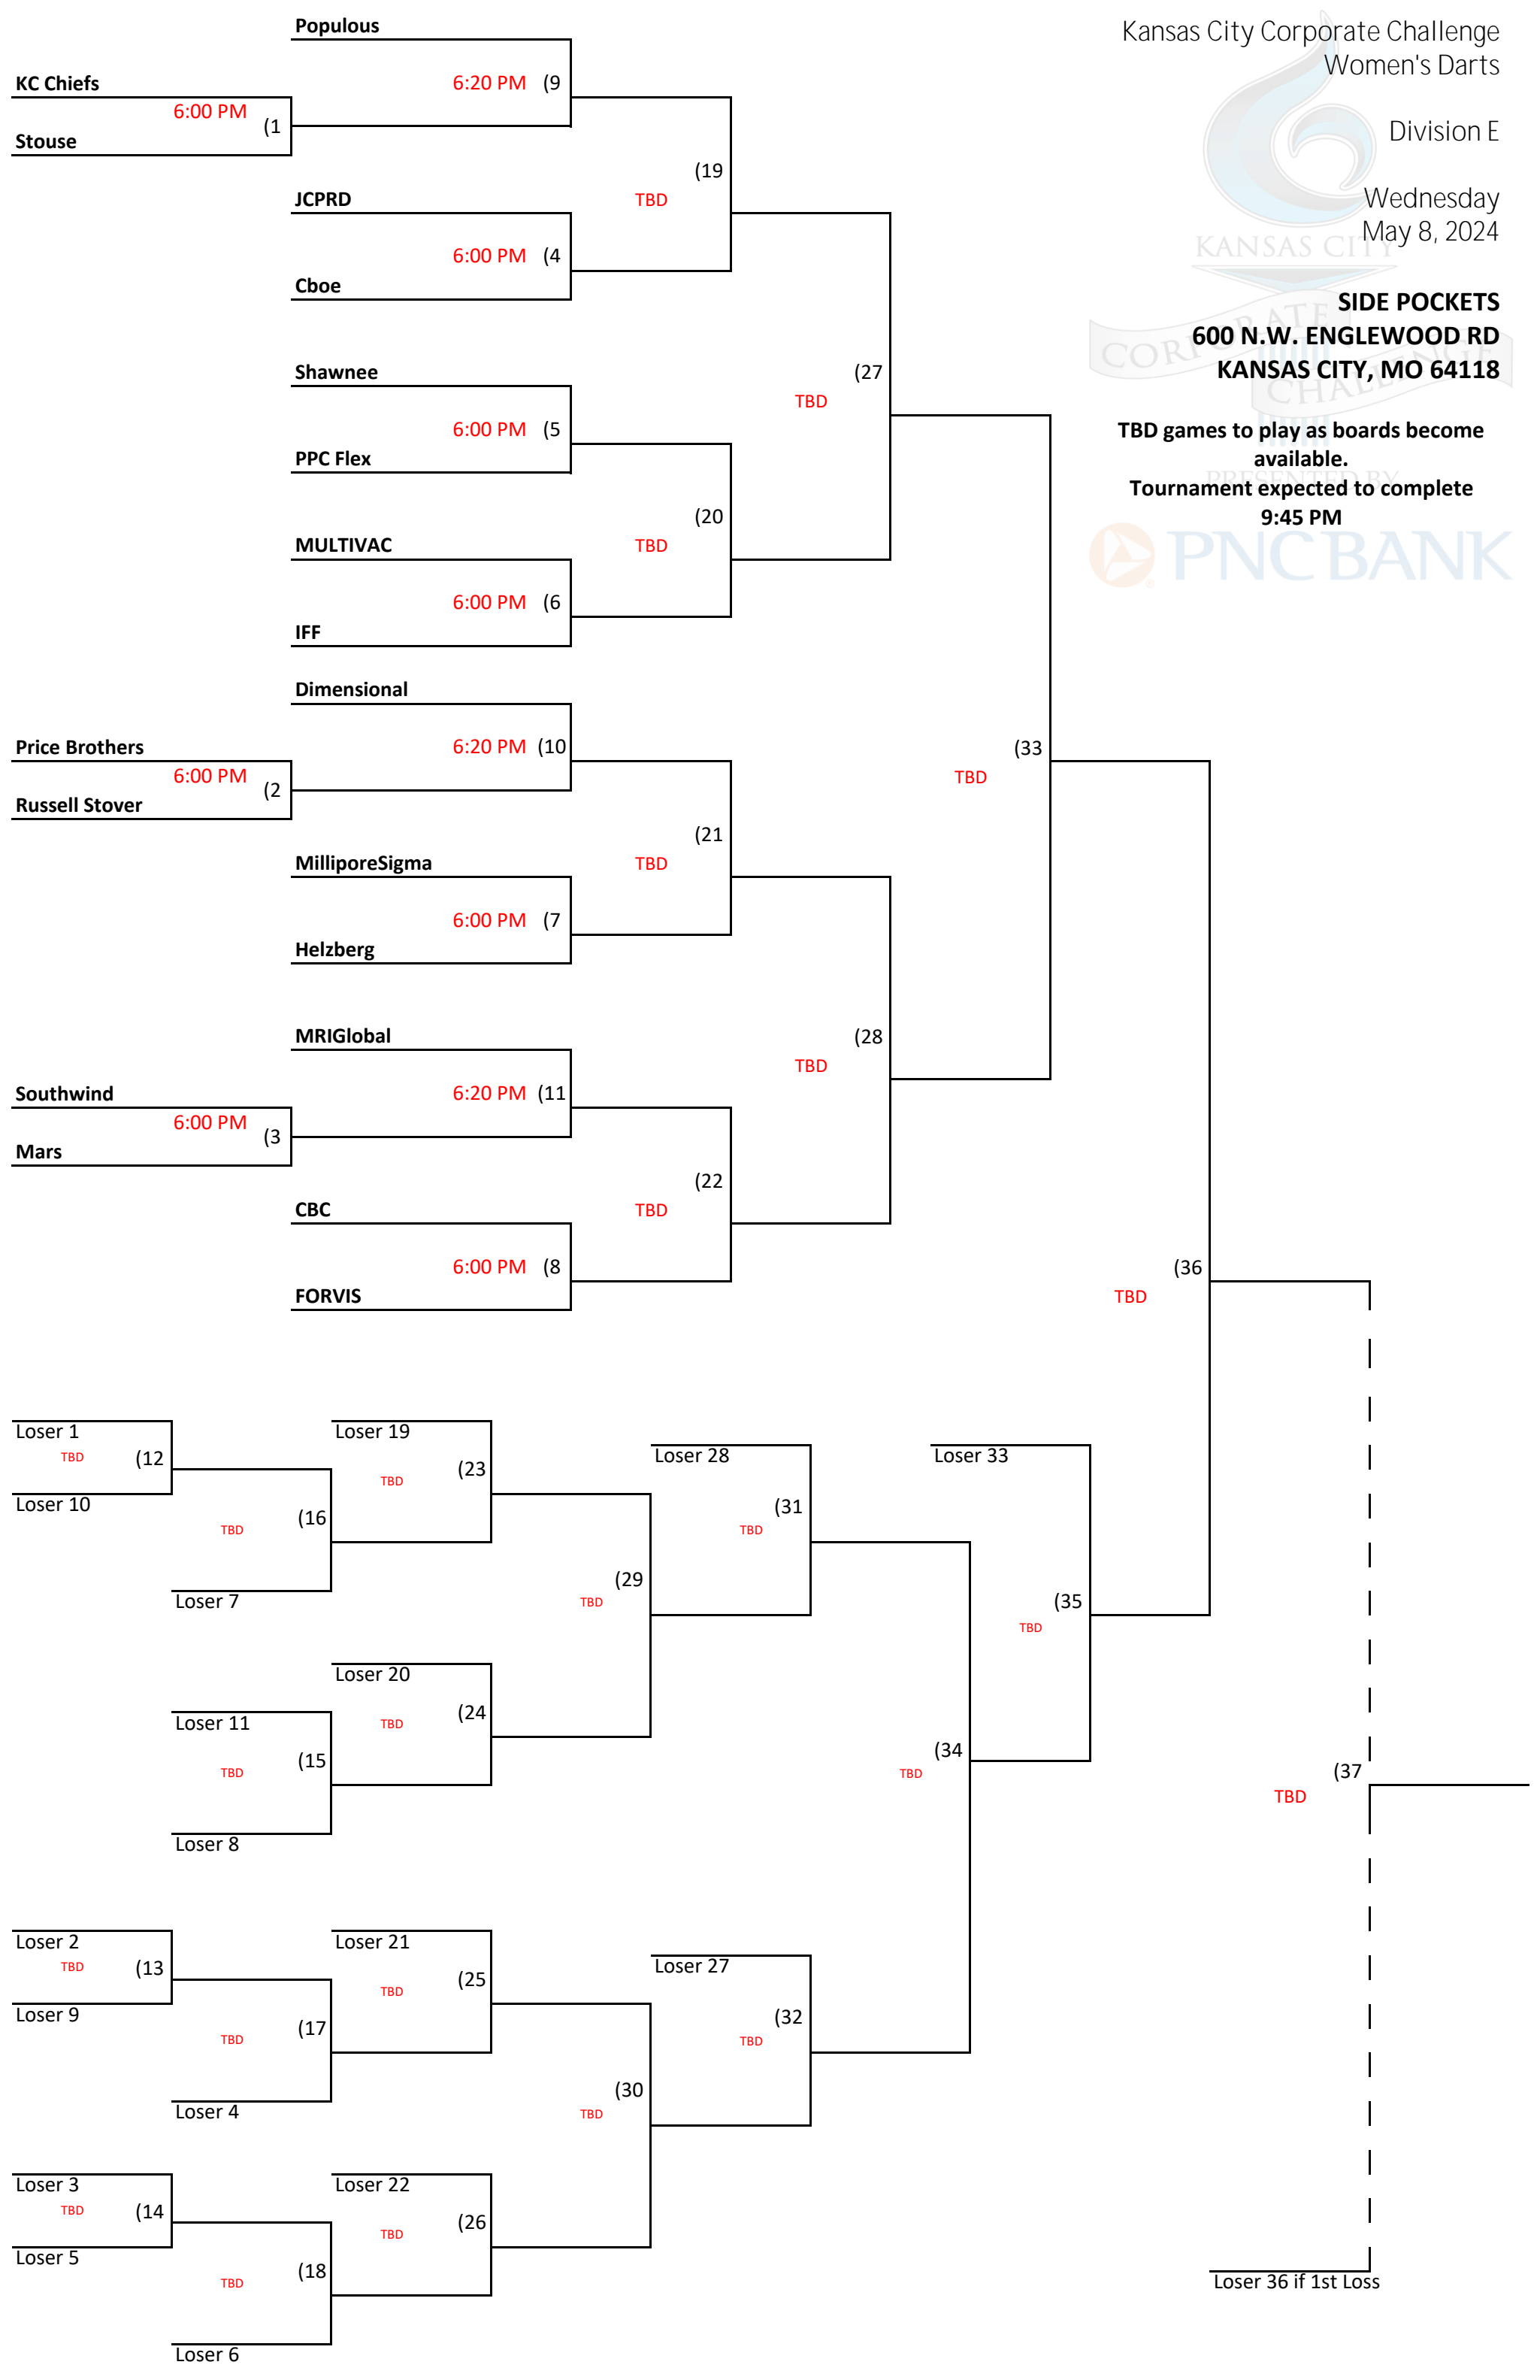 Populous
Kansas City Corporate Challenge
Women's Darts
KC Chiefs
6:20 PM (9
6:00 PM (1
Stouse
Division E
(19
JCPRD
TBD
Wednesday
May 8, 2024
KANSAS CITY
6:00 PM (4
Cboe
SIDE POCKETS
CORPORATE
600 N.W. ENGLEWOOD RD
KANSAS CITY, MO 64118
CHALLENGE
Shawnee
(27
TBD
6:00 PM (5
PPC Flex
TBD games to play as boards become
available.
PRESENTED BY
Tournament expected to complete
9:45 PM
(20
MULTIVAC
TBD
PNC BANK
6:00 PM (6
IFF
Dimensional
Price Brothers
6:20 PM (10
(33
TBD
6:00 PM (2
Russell Stover
(21
MilliporeSigma
TBD
6:00 PM (7
Helzberg
MRIGlobal
(28
TBD
Southwind
6:20 PM (11
6:00 PM (3
Mars
(22
CBC
TBD
6:00 PM (8
(36
FORVIS
TBD
Loser 1
Loser 19
TBD (12
(23
TBD
Loser 28
Loser 33
Loser 10
(16
TBD
(31
TBD
Loser 7
(29
TBD
(35
TBD
Loser 20
Loser 11
(24
TBD
(15
TBD
(34
TBD
(37
TBD
Loser 8
Loser 2
Loser 21
TBD (13
(25
TBD
Loser 27
Loser 9
(17
TBD
(32
TBD
Loser 4
(30
TBD
Loser 3
Loser 22
TBD (14
(26
TBD
Loser 5
(18
TBD
Loser 36 if 1st Loss
Loser 6